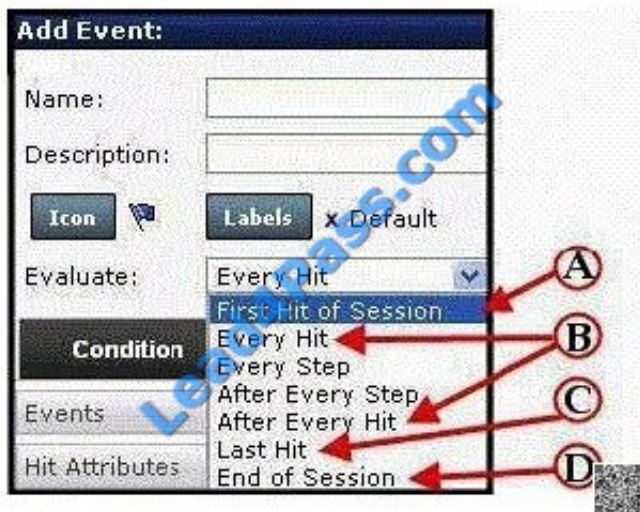 Add Event:
Name:
Description:
Icon Labels x Default
Evaluate: Every Hit
First Hit of Session
Every Hit
Every Step
After Every Step
After Every Hit
Last Hit
End of Session
Condition
Events
Hit Attributes
A
B
C
D
Lead2pass.com